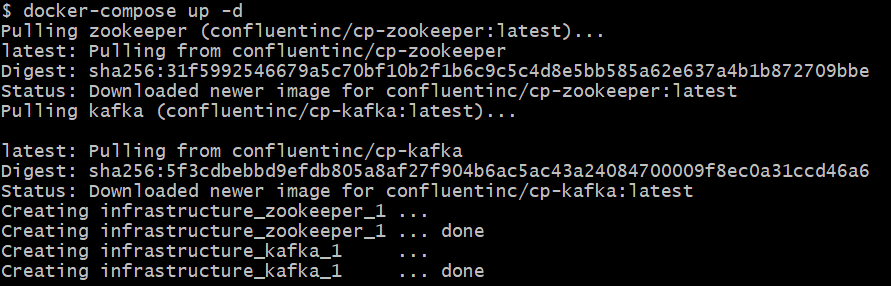 $ docker-compose up -d
Pulling zookeeper (confluentinc/cp-zookeeper:latest)...
latest: Pulling from confluentinc/cp-zookeeper
Digest: sha256:31f5992546679a5c70bf10b2f1b6c9c5c4d8e5bb585a62e637a4b1b872709bbe
Status: Downloaded newer image for confluentinc/cp-zookeeper:latest
Pulling kafka (confluentinc/cp-kafka:latest)...
latest: Pulling from confluentinc/cp-kafka
Digest: sha256:5f3cdbebbd9efdb805a8af27f904b6ac5ac43a24084700009f8ec0a31ccd46a6
Status: Downloaded newer image for confluentinc/cp-kafka:latest
Creating infrastructure_zookeeper_1 ...
Creating infrastructure_zookeeper_1 ... done
Creating infrastructure_kafka_1     ...
Creating infrastructure_kafka_1     ... done